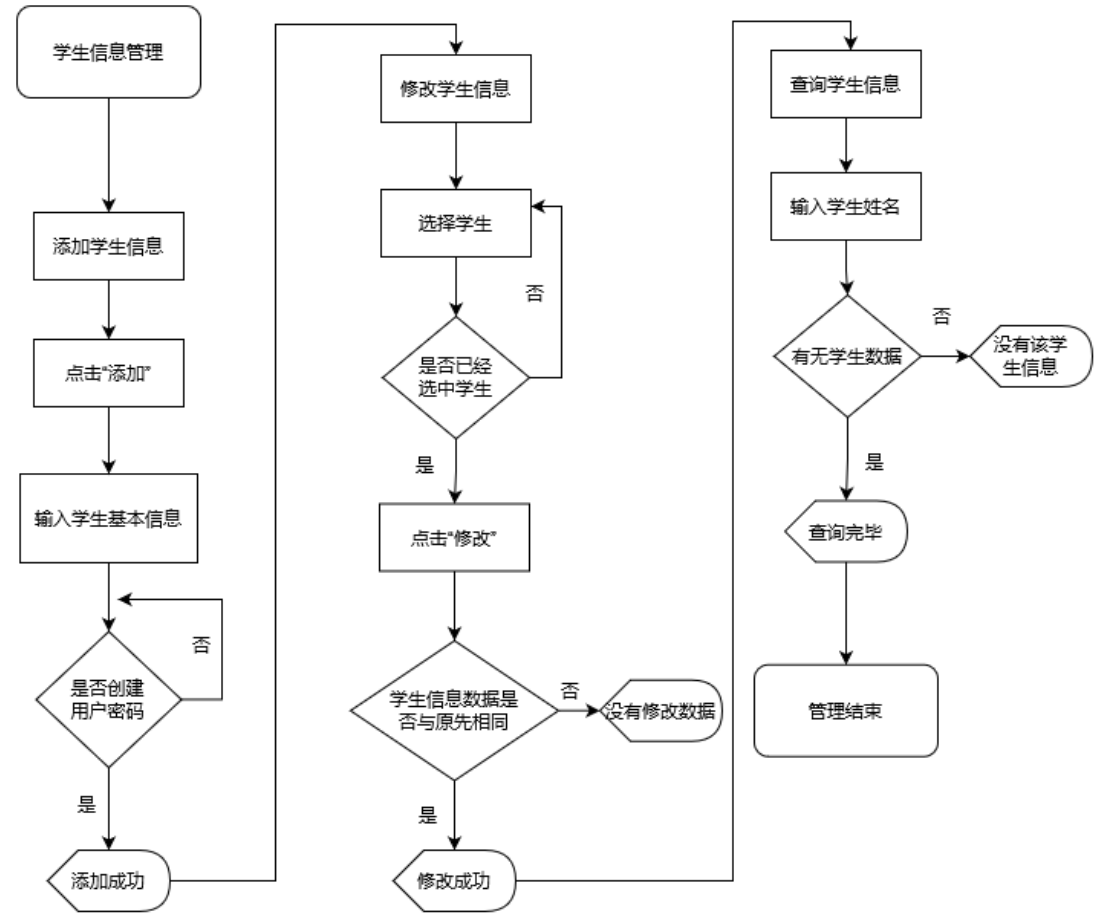 学生信息管理
添加学生信息
点击“添加”
输入学生基本信息
否
是否创建
用户密码
是
添加成功
修改学生信息
选择学生
否
是否已经
选中学生
是
点击“修改”
学生信息数据是
否与原先相同
否
没有修改数据
是
修改成功
查询学生信息
输入学生姓名
有无学生数据
否
没有该学
生信息
是
查询完毕
管理结束